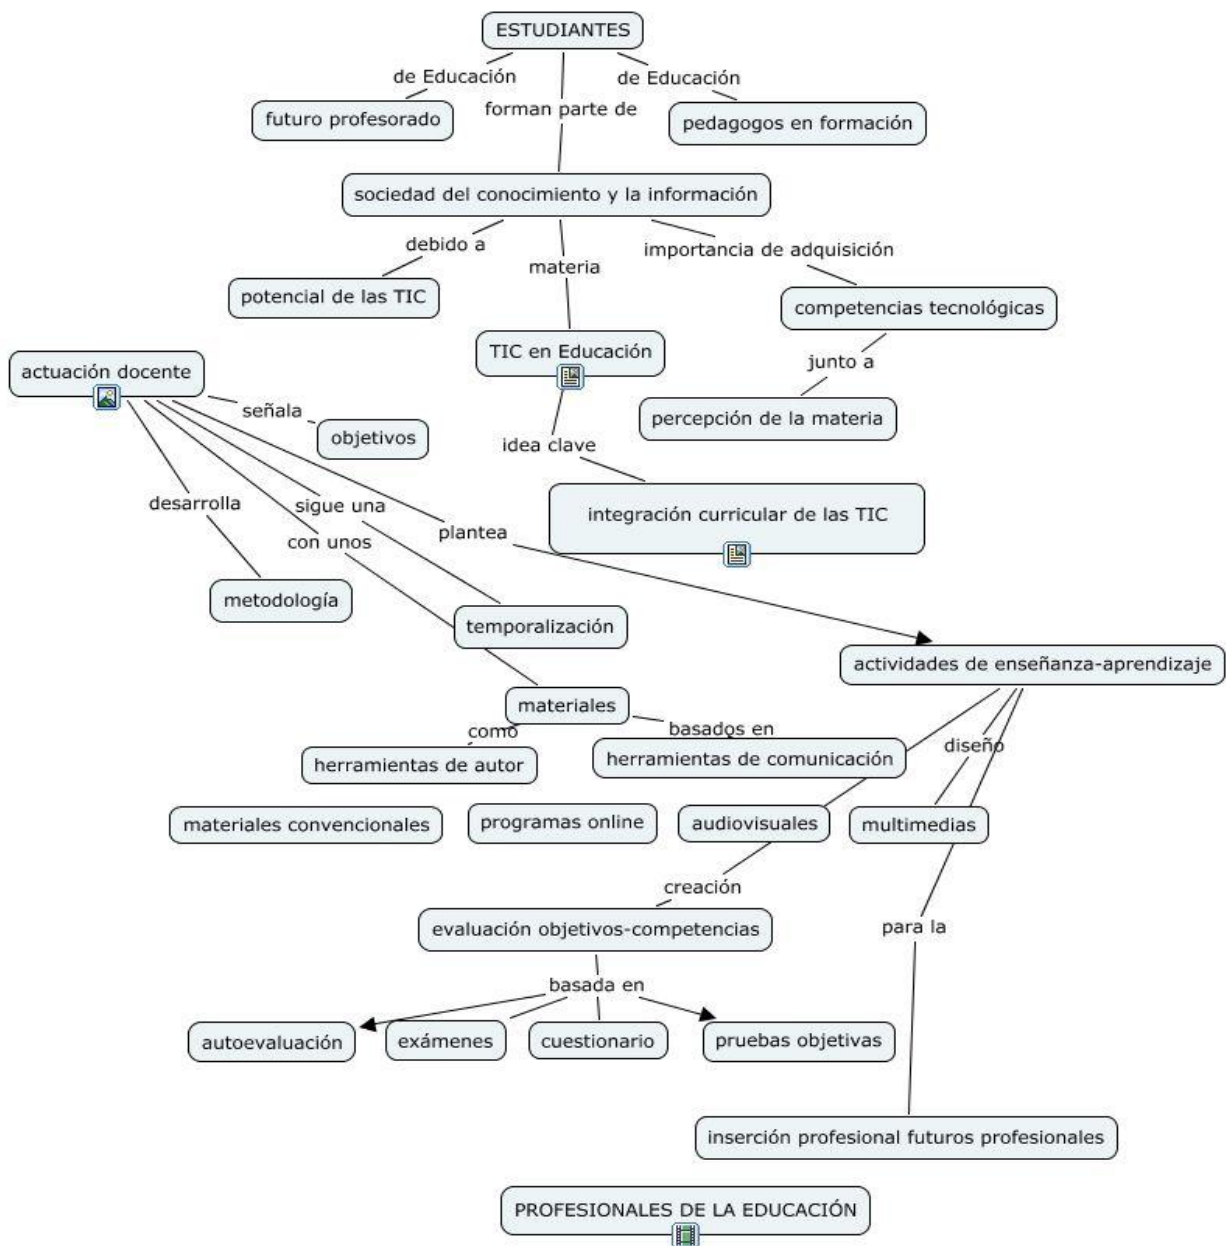 ESTUDIANTES
de Educación
de Educación
forman parte de
futuro profesorado
pedagogos en formación
sociedad del conocimiento y la información
debido a
importancia de adquisición
materia
potencial de las TIC
competencias tecnológicas
TIC en Educación
junto a
actuación docente
señala
percepción de la materia
objetivos
idea clave
desarrolla
sigue una
integración curricular de las TIC
plantea
con unos
metodología
temporalización
actividades de enseñanza-aprendizaje
materiales
como
basados en
diseño
herramientas de autor
herramientas de comunicación
materiales convencionales
programas online
audiovisuales
multimedias
creación
evaluación objetivos-competencias
para la
basada en
autoevaluación
exámenes
cuestionario
pruebas objetivas
inserción profesional futuros profesionales
PROFESIONALES DE LA EDUCACIÓN